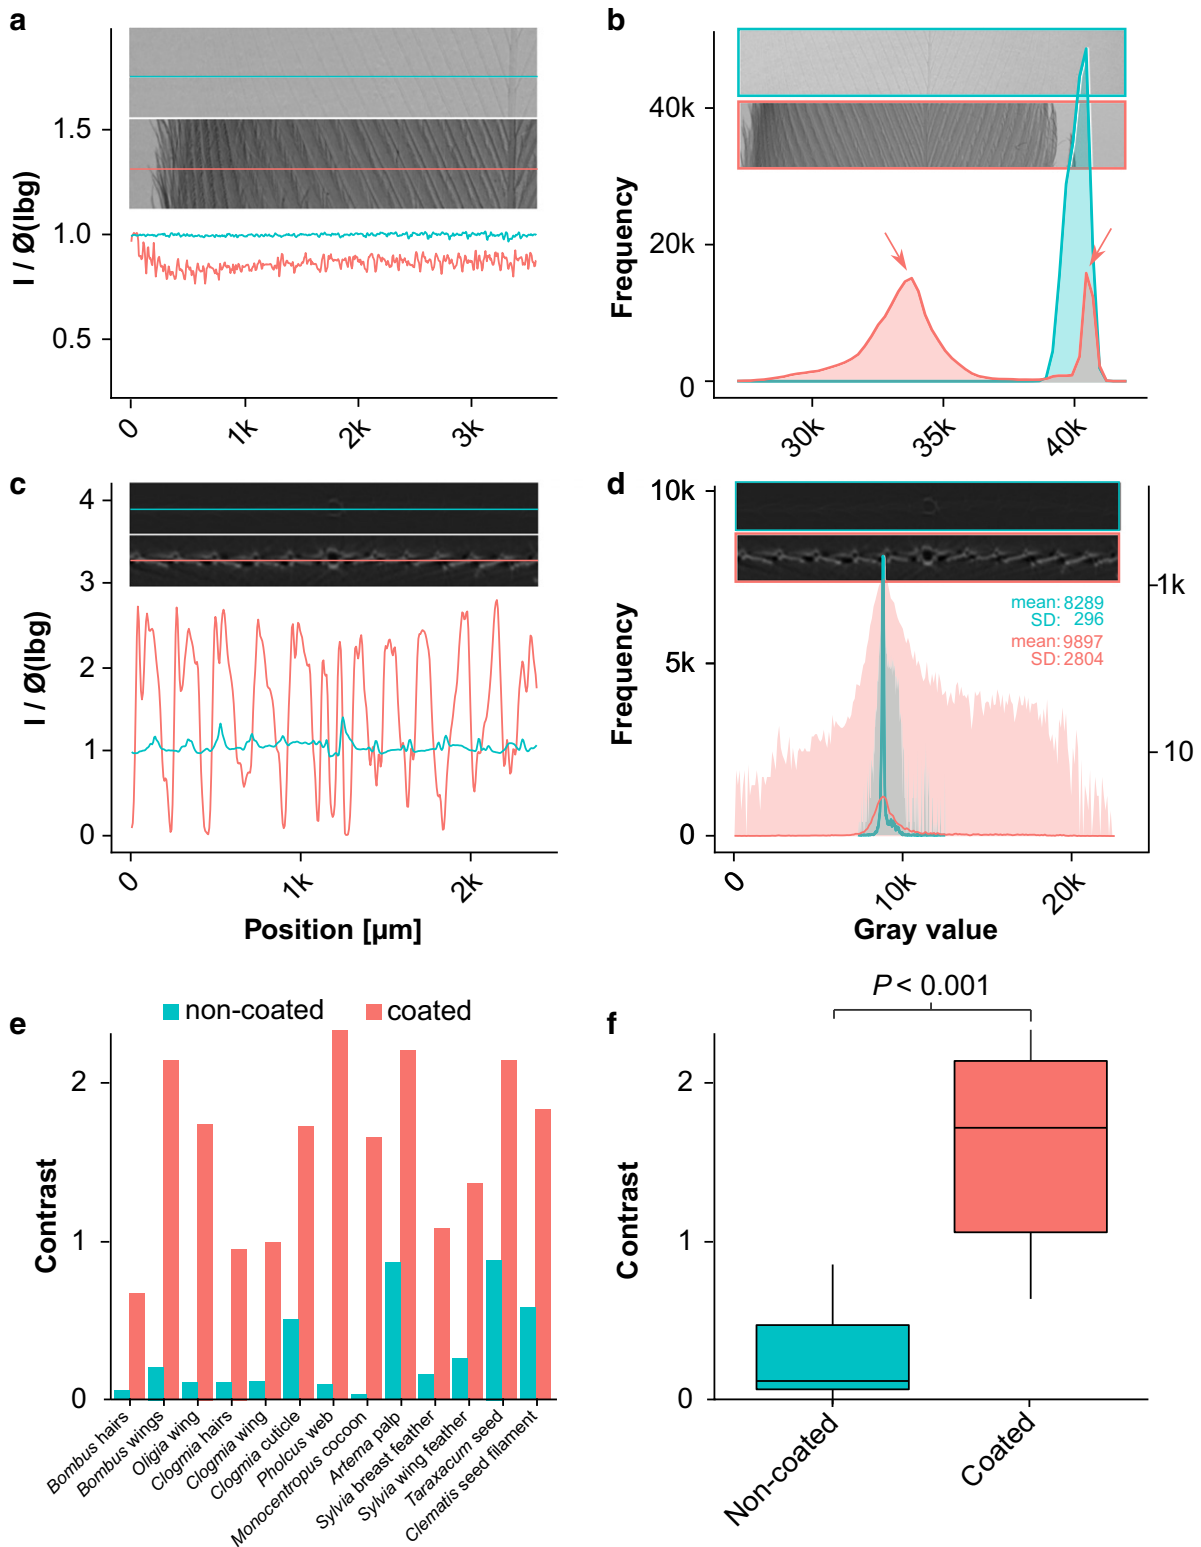 a
I / Ø(Ibg)
1.5
1.0
0.5
0
1k
2k
3k
b
Frequency
40k
20k
0
30k
35k
40k
c
I / Ø(Ibg)
4
3
2
1
0
0
1k
2k
Position [µm]
d
Frequency
10k
5k
0
1k
10
mean: 8289
SD: 296
mean: 9897
SD: 2804
0
10k
20k
Gray value
e
non-coated
coated
Contrast
2
1
0
Bombus hairs
Bombus wings
Oligia wing
Clogmia hairs
Clogmia wing
Clogmia cuticle
Pholcus web
Monocentropus cocoon
Artema palp
Sylvia breast feather
Sylvia wing feather
Taraxacum seed
Clematis seed filament
f
P < 0.001
Contrast
2
1
0
Non-coated
Coated